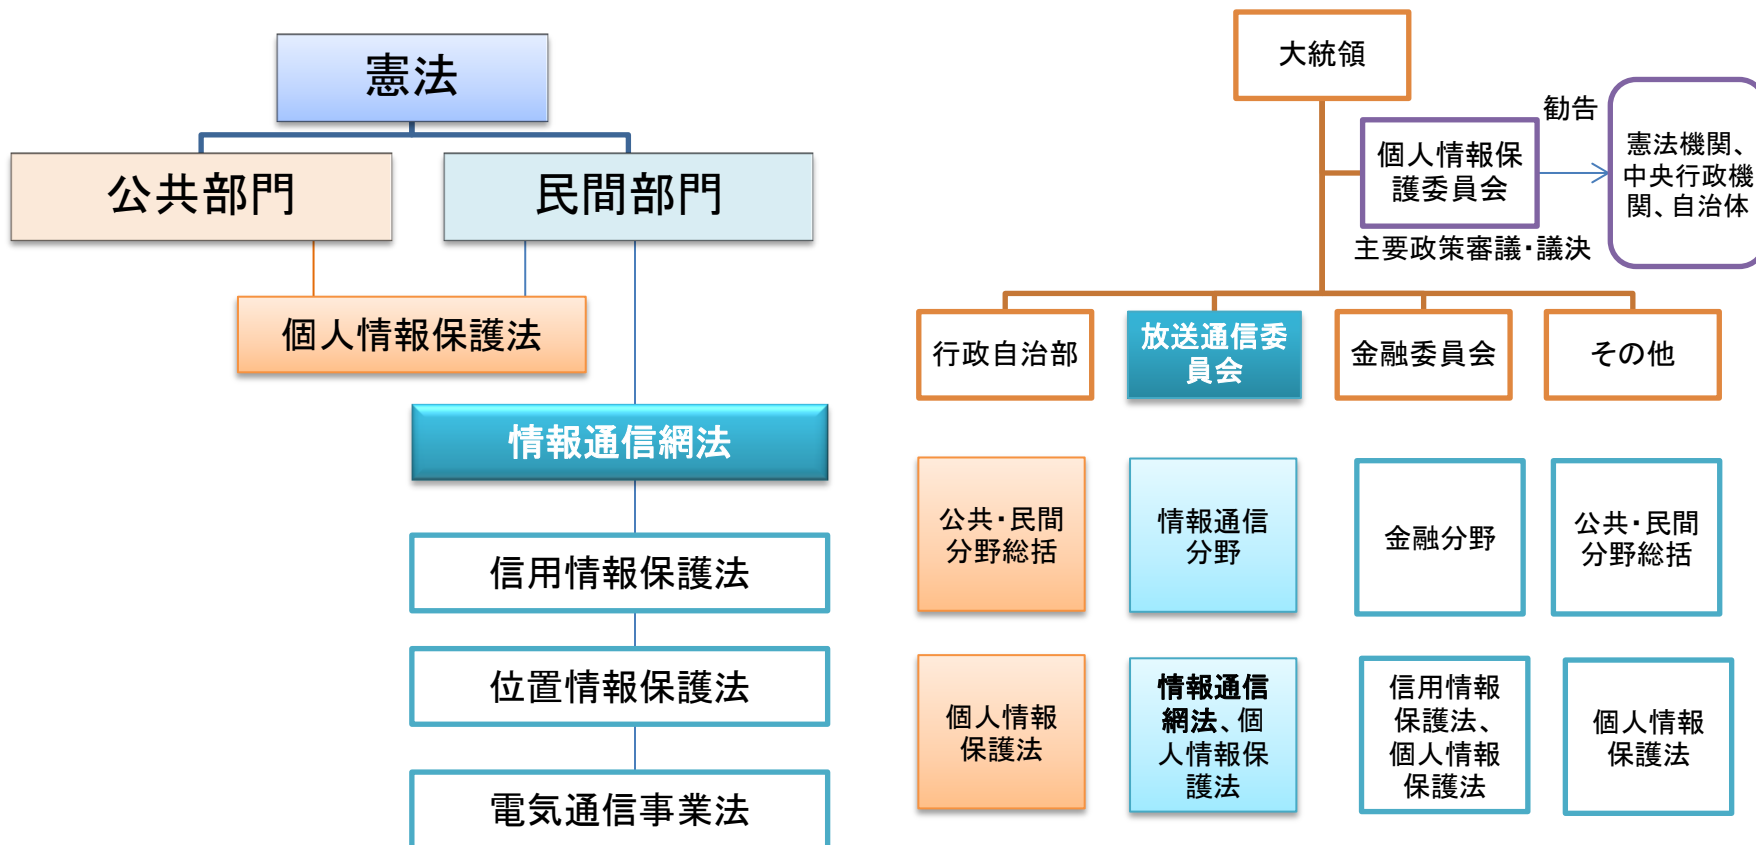 憲法
公共部門
民間部門
個人情報保護法
情報通信網法
信用情報保護法
位置情報保護法
電気通信事業法
大統領
個人情報保
護委員会
勧告
憲法機関、
中央行政機
関、自治体
主要政策審議・議決
行政自治部
放送通信委
員会
金融委員会
その他
公共・民間
分野総括
情報通信
分野
金融分野
公共・民間
分野総括
個人情報
保護法
情報通信
網法、個
人情報保
護法
信用情報
保護法、
個人情報
保護法
個人情報
保護法